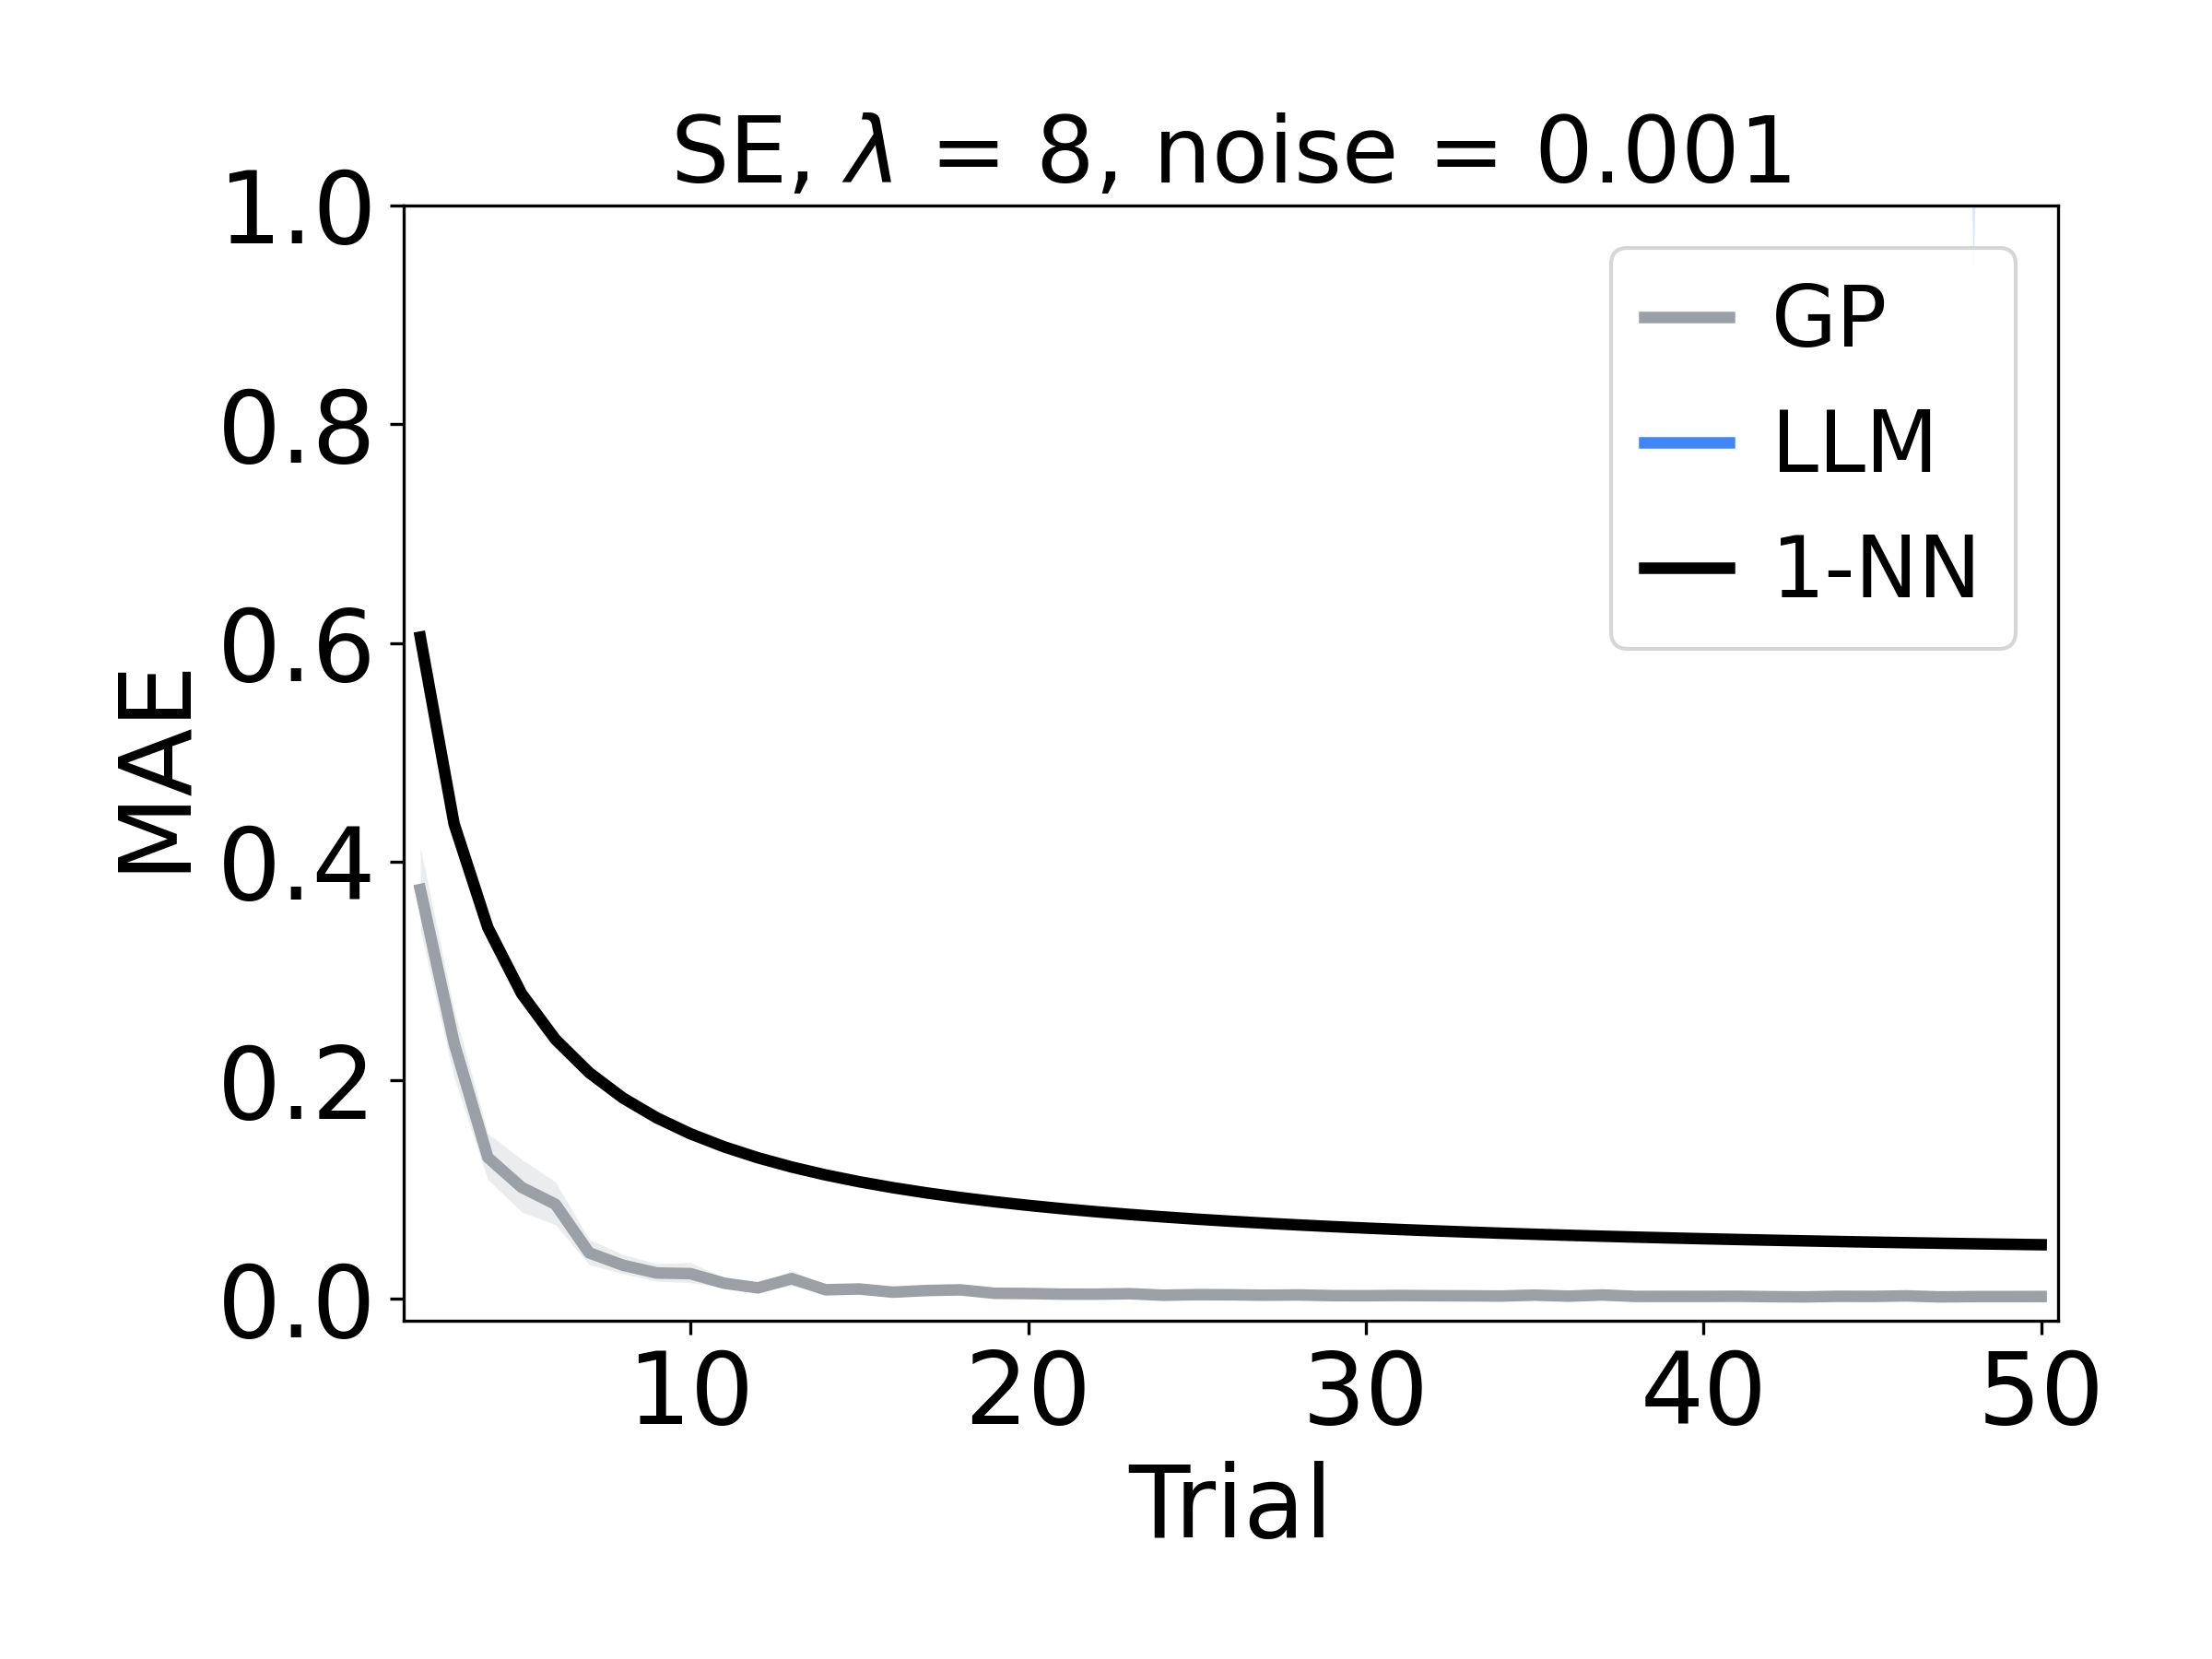 SE, λ = 8, noise = 0.001
1.0
0.8
0.6
0.4
0.2
0.0
MAE
GP
LLM
1-NN
10 20 30 40 50
Trial